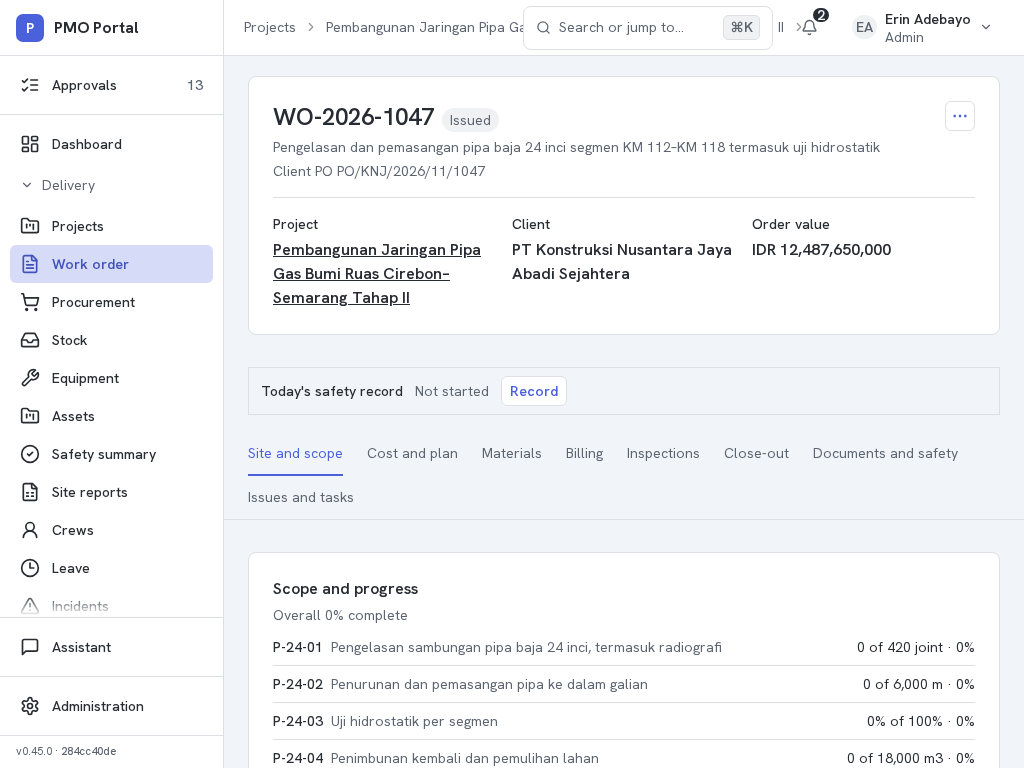 P PMO Portal
Projects > Pembangunan Jaringan Pipa Ga
Search or jump to...
⌘K
II
2
EA
Erin Adebayo
Admin
Approvals 13
Dashboard
Delivery
Projects
Work order
Procurement
Stock
Equipment
Assets
Safety summary
Site reports
Crews
Leave
Incidents
Assistant
Administration
v0.45.0 · 284cc40de
WO-2026-1047 Issued
Pengelasan dan pemasangan pipa baja 24 inci segmen KM 112–KM 118 termasuk uji hidrostatik
Client PO PO/KNJ/2026/11/1047
Project
Pembangunan Jaringan Pipa
Gas Bumi Ruas Cirebon–
Semarang Tahap II
Client
PT Konstruksi Nusantara Jaya
Abadi Sejahtera
Order value
IDR 12,487,650,000
Today's safety record Not started Record
Site and scope Cost and plan Materials Billing Inspections Close-out Documents and safety
Issues and tasks
Scope and progress
Overall 0% complete
P-24-01 Pengelasan sambungan pipa baja 24 inci, termasuk radiografi 0 of 420 joint · 0%
P-24-02 Penurunan dan pemasangan pipa ke dalam galian 0 of 6,000 m · 0%
P-24-03 Uji hidrostatik per segmen 0% of 100% · 0%
P-24-04 Penimbunan kembali dan pemulihan lahan 0 of 18,000 m3 · 0%